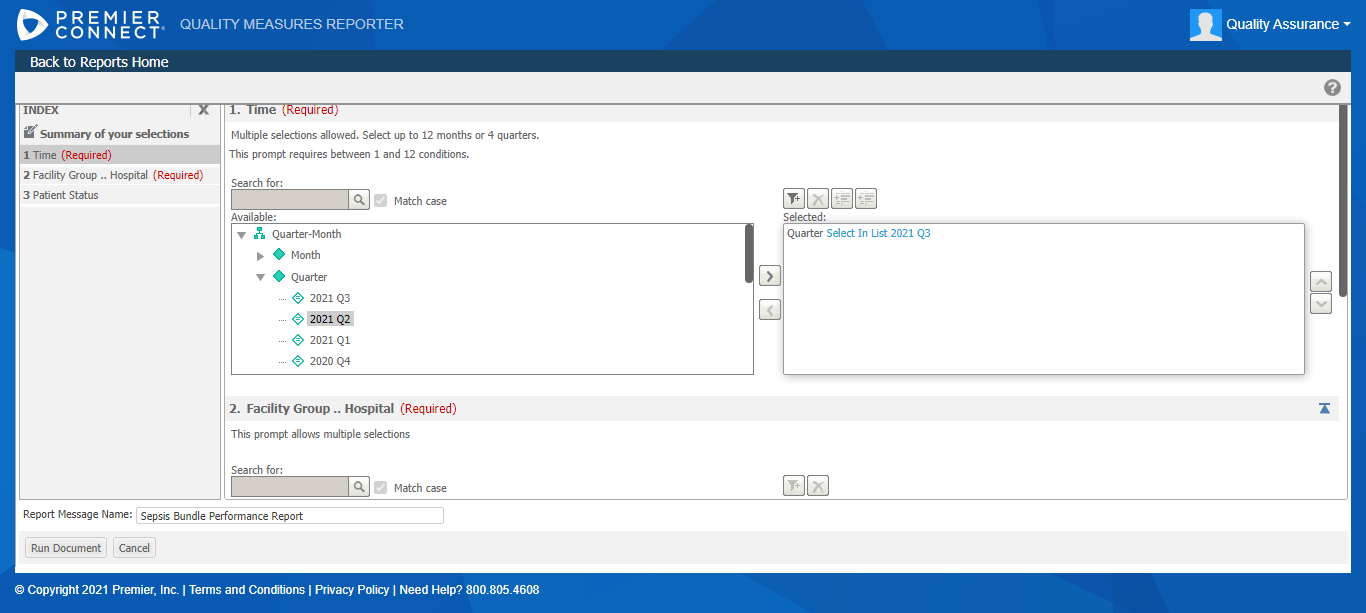 PREMIER CONNECT
QUALITY MEASURES REPORTER
Quality Assurance
Back to Reports Home
?
INDEX
X
Summary of your selections
1 Time (Required)
2 Facility Group .. Hospital (Required)
3 Patient Status
1. Time (Required)
Multiple selections allowed. Select up to 12 months or 4 quarters.
This prompt requires between 1 and 12 conditions.
Search for:
Match case
Available:
Quarter-Month
Month
Quarter
2021 Q3
2021 Q2
2021 Q1
2020 Q4
Selected:
Quarter Select In List 2021 Q3
2. Facility Group .. Hospital (Required)
This prompt allows multiple selections
Search for:
Match case
Report Message Name: Sepsis Bundle Performance Report
Run Document Cancel
© Copyright 2021 Premier, Inc. | Terms and Conditions | Privacy Policy | Need Help? 800.805.4608